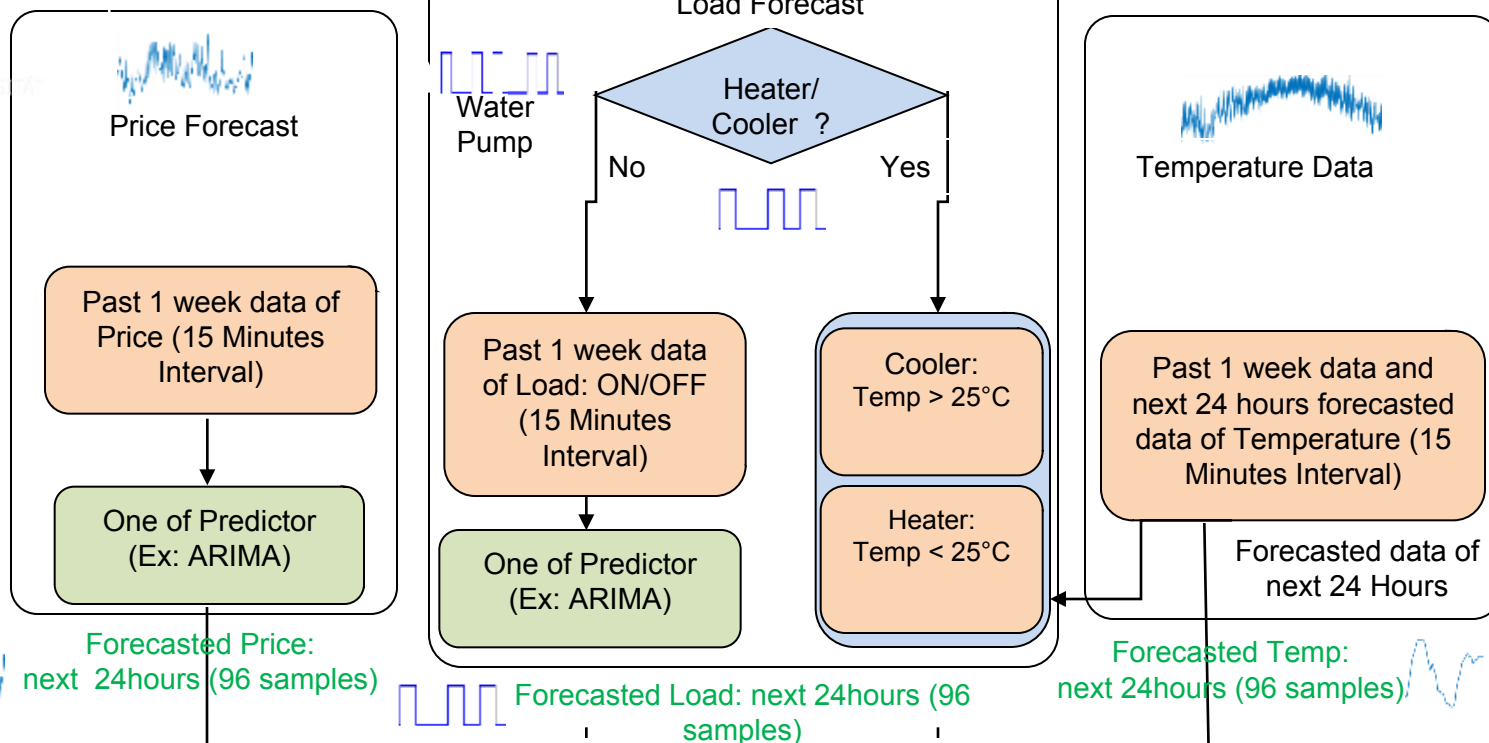 Load Forecast
Price Forecast
Past 1 week data of
Price (15 Minutes
Interval)
One of Predictor
(Ex: ARIMA)
Forecasted Price:
next 24hours (96 samples)
Water
Pump
Heater/
Cooler ?
No
Yes
Past 1 week data
of Load: ON/OFF
(15 Minutes
Interval)
One of Predictor
(Ex: ARIMA)
Cooler:
Temp > 25°C
Heater:
Temp < 25°C
Forecasted Load: next 24hours (96
samples)
Temperature Data
Past 1 week data and
next 24 hours forecasted
data of Temperature (15
Minutes Interval)
Forecasted data of
next 24 Hours
Forecasted Temp:
next 24hours (96 samples)